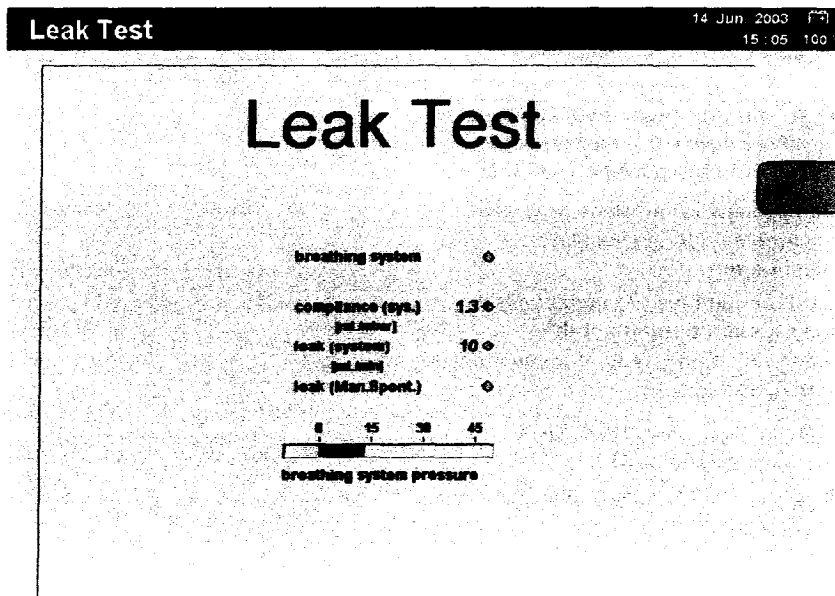 Leak Test
14 Jun. 2003
15:05 100
Leak Test
breathing system
compliance (sys.) 1.3
[mL/mbar]
leak (system) 10
[mL/min]
leak (Man.Spont.)
0 15 30 45
breathing system pressure